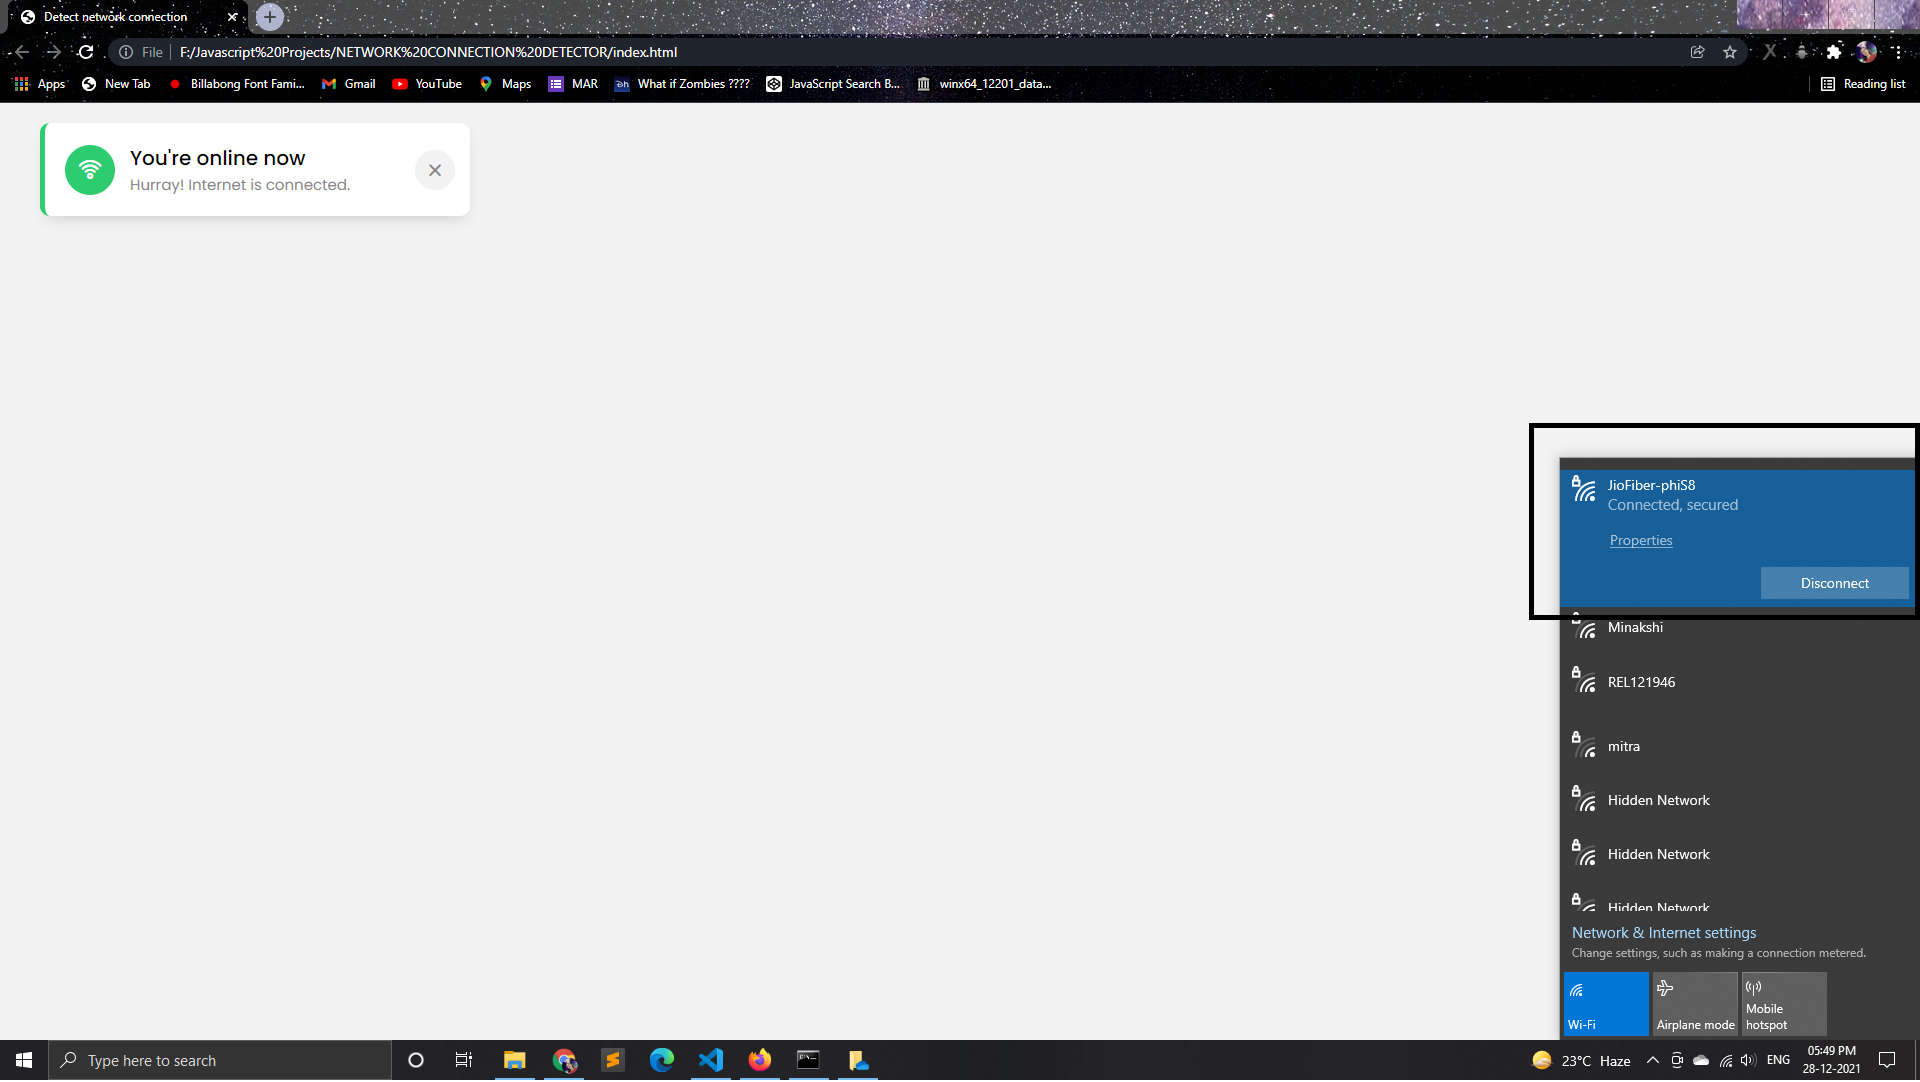 Detect network connection
File
F:/Javascript%20Projects/NETWORK%20CONNECTION%20DETECTOR/index.html
Apps
New Tab
Billabong Font Fami...
Gmail
YouTube
Maps
MAR
What if Zombies ????
JavaScript Search B...
winx64_12201_data...
Reading list
You're online now
Hurray! Internet is connected.
JioFiber-phiS8
Connected, secured
Properties
Disconnect
Minakshi
REL121946
mitra
Hidden Network
Hidden Network
Hidden Network
Network & Internet settings
Change settings, such as making a connection metered.
Wi-Fi
Airplane mode
Mobile
hotspot
Type here to search
23°C Haze
ENG
05:49 PM
28-12-2021